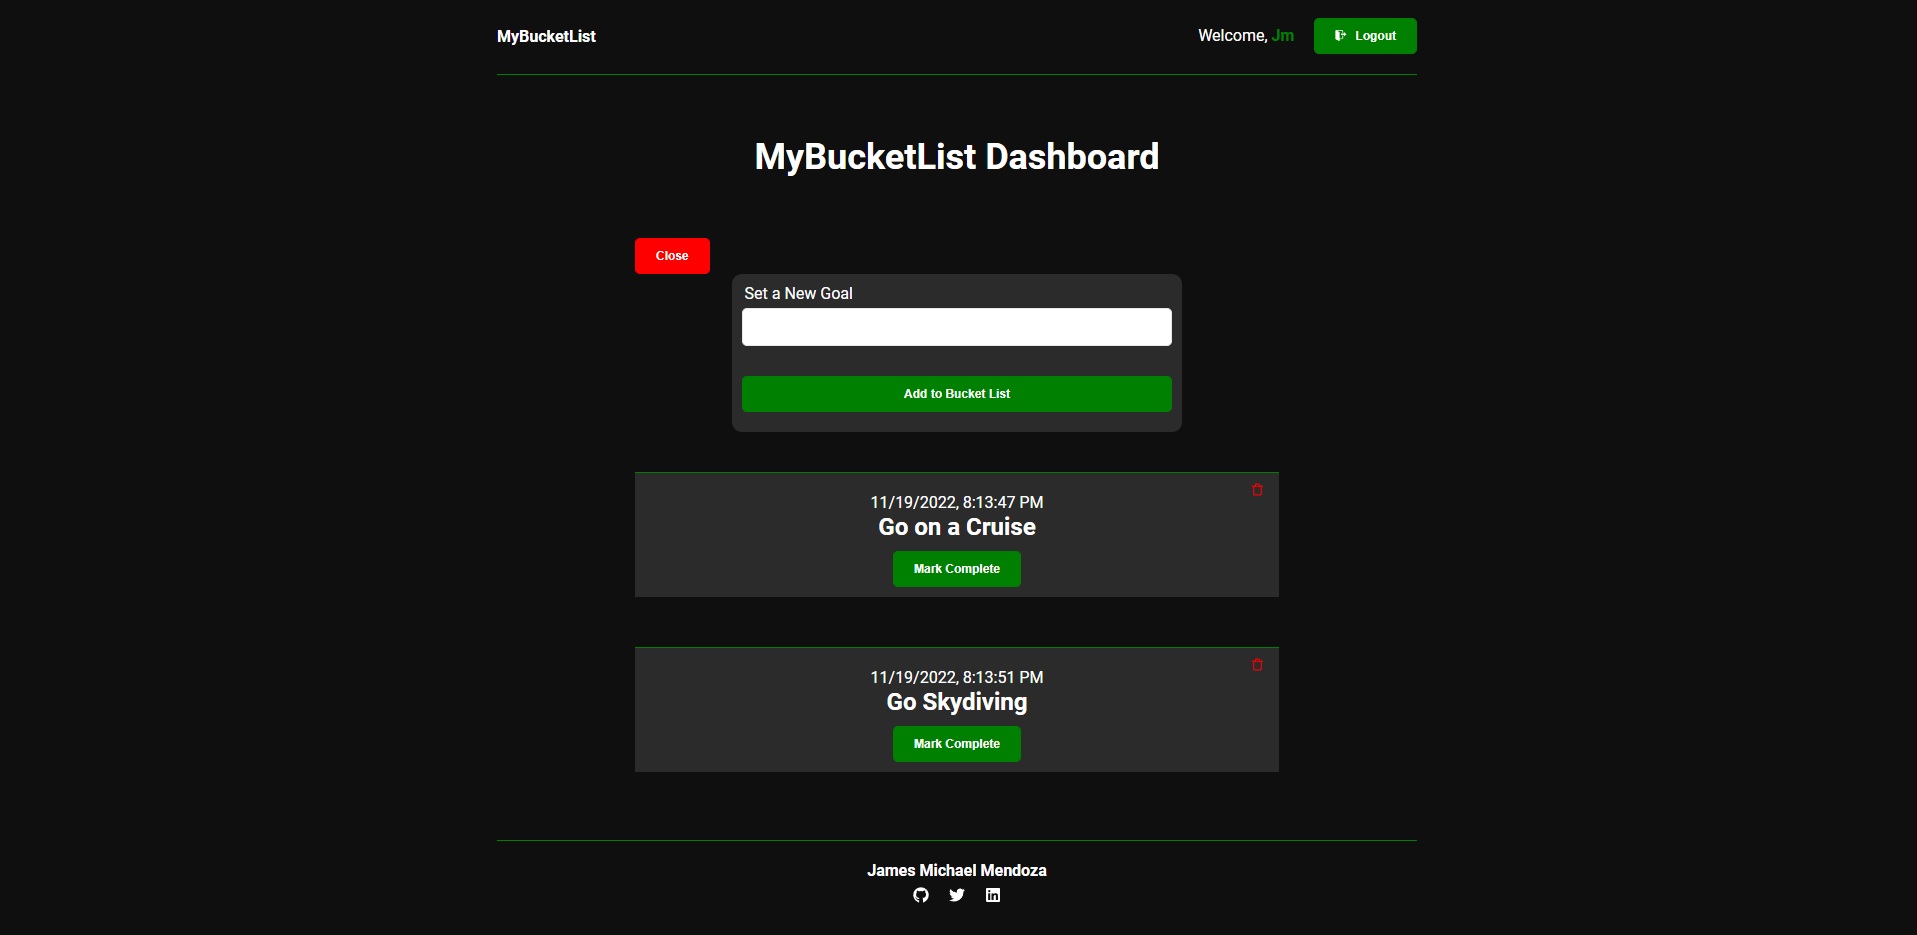 MyBucketList
Welcome, Jm
Logout
MyBucketList Dashboard
Close
Set a New Goal
Add to Bucket List
11/19/2022, 8:13:47 PM
Go on a Cruise
Mark Complete
11/19/2022, 8:13:51 PM
Go Skydiving
Mark Complete
James Michael Mendoza